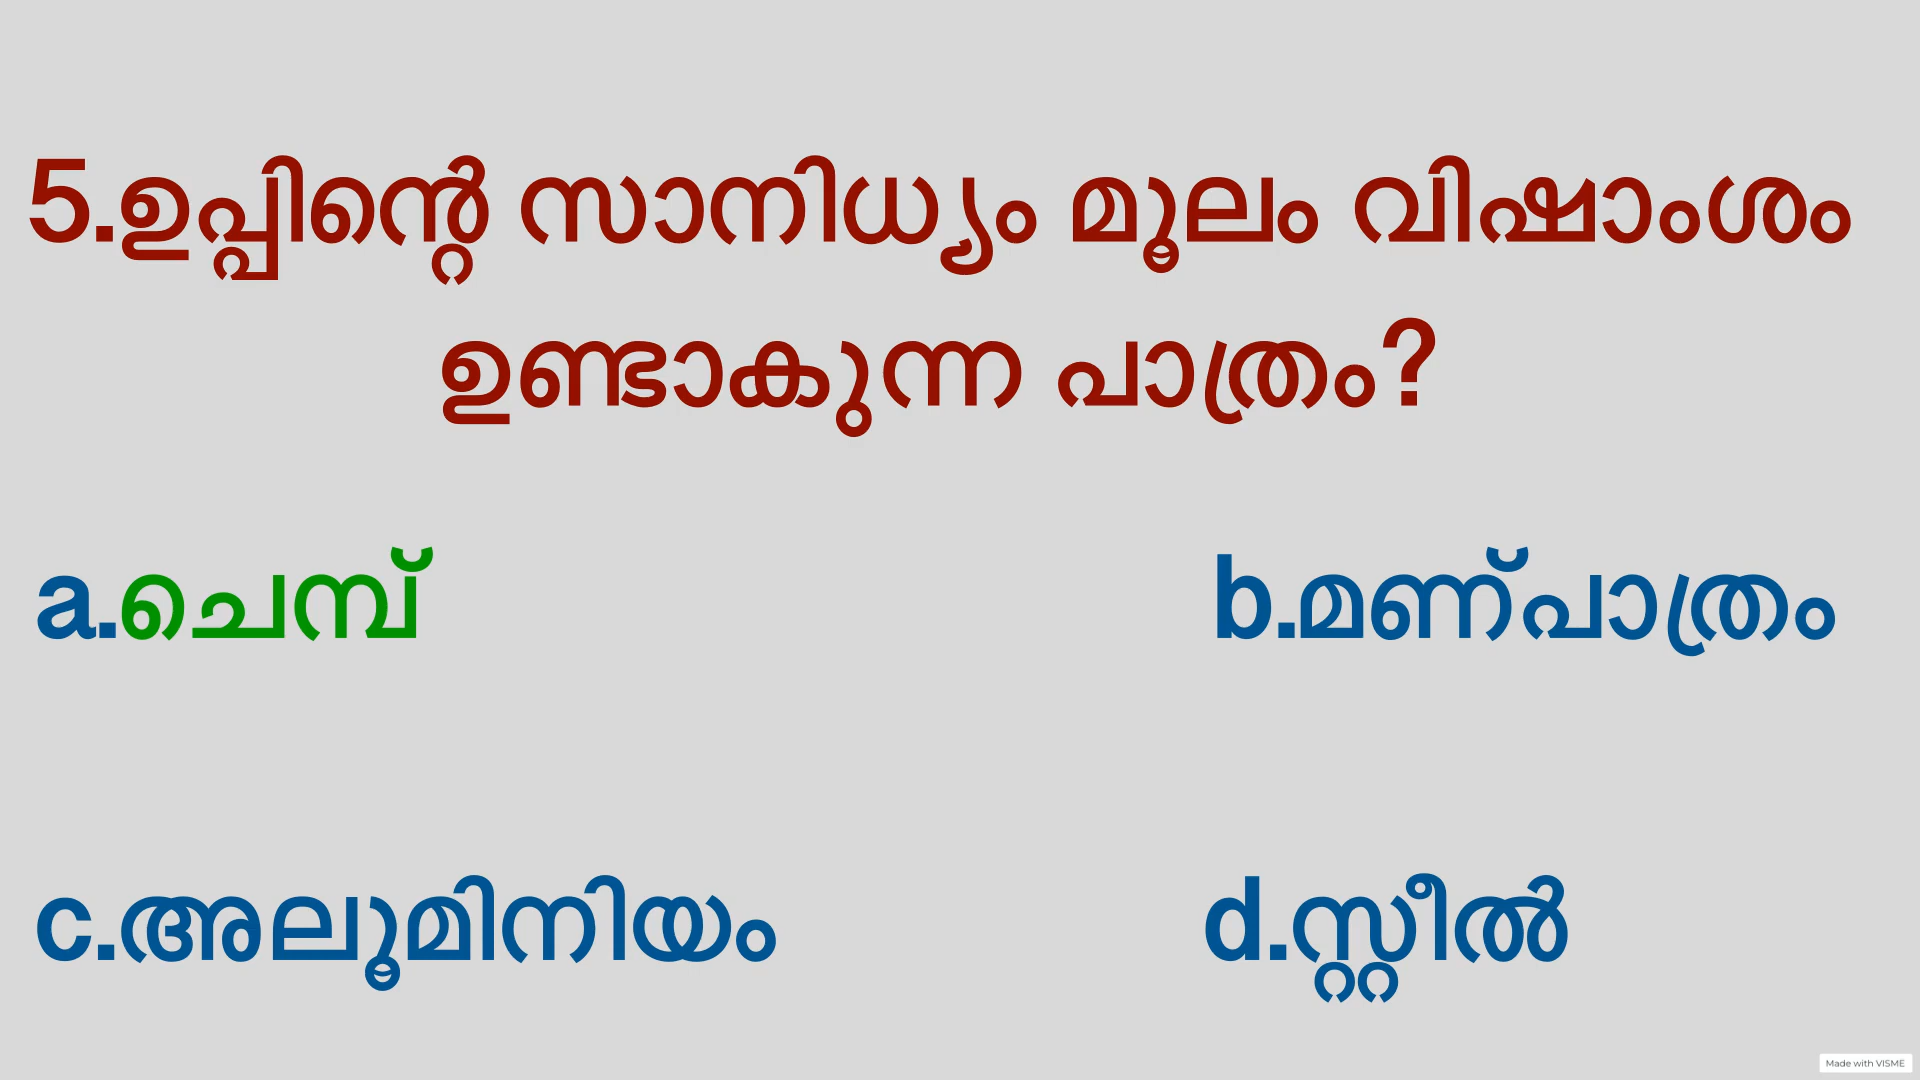 5.ഉപ്പിന്റെ സാനിധ്യം മൂലം വിഷാംശം
ഉണ്ടാകുന്ന പാത്രം?
a.ചെമ്പ്
b.മണ്പാത്രം
c.അലൂമിനിയം
d.സ്റ്റീൽ
Made with VISME